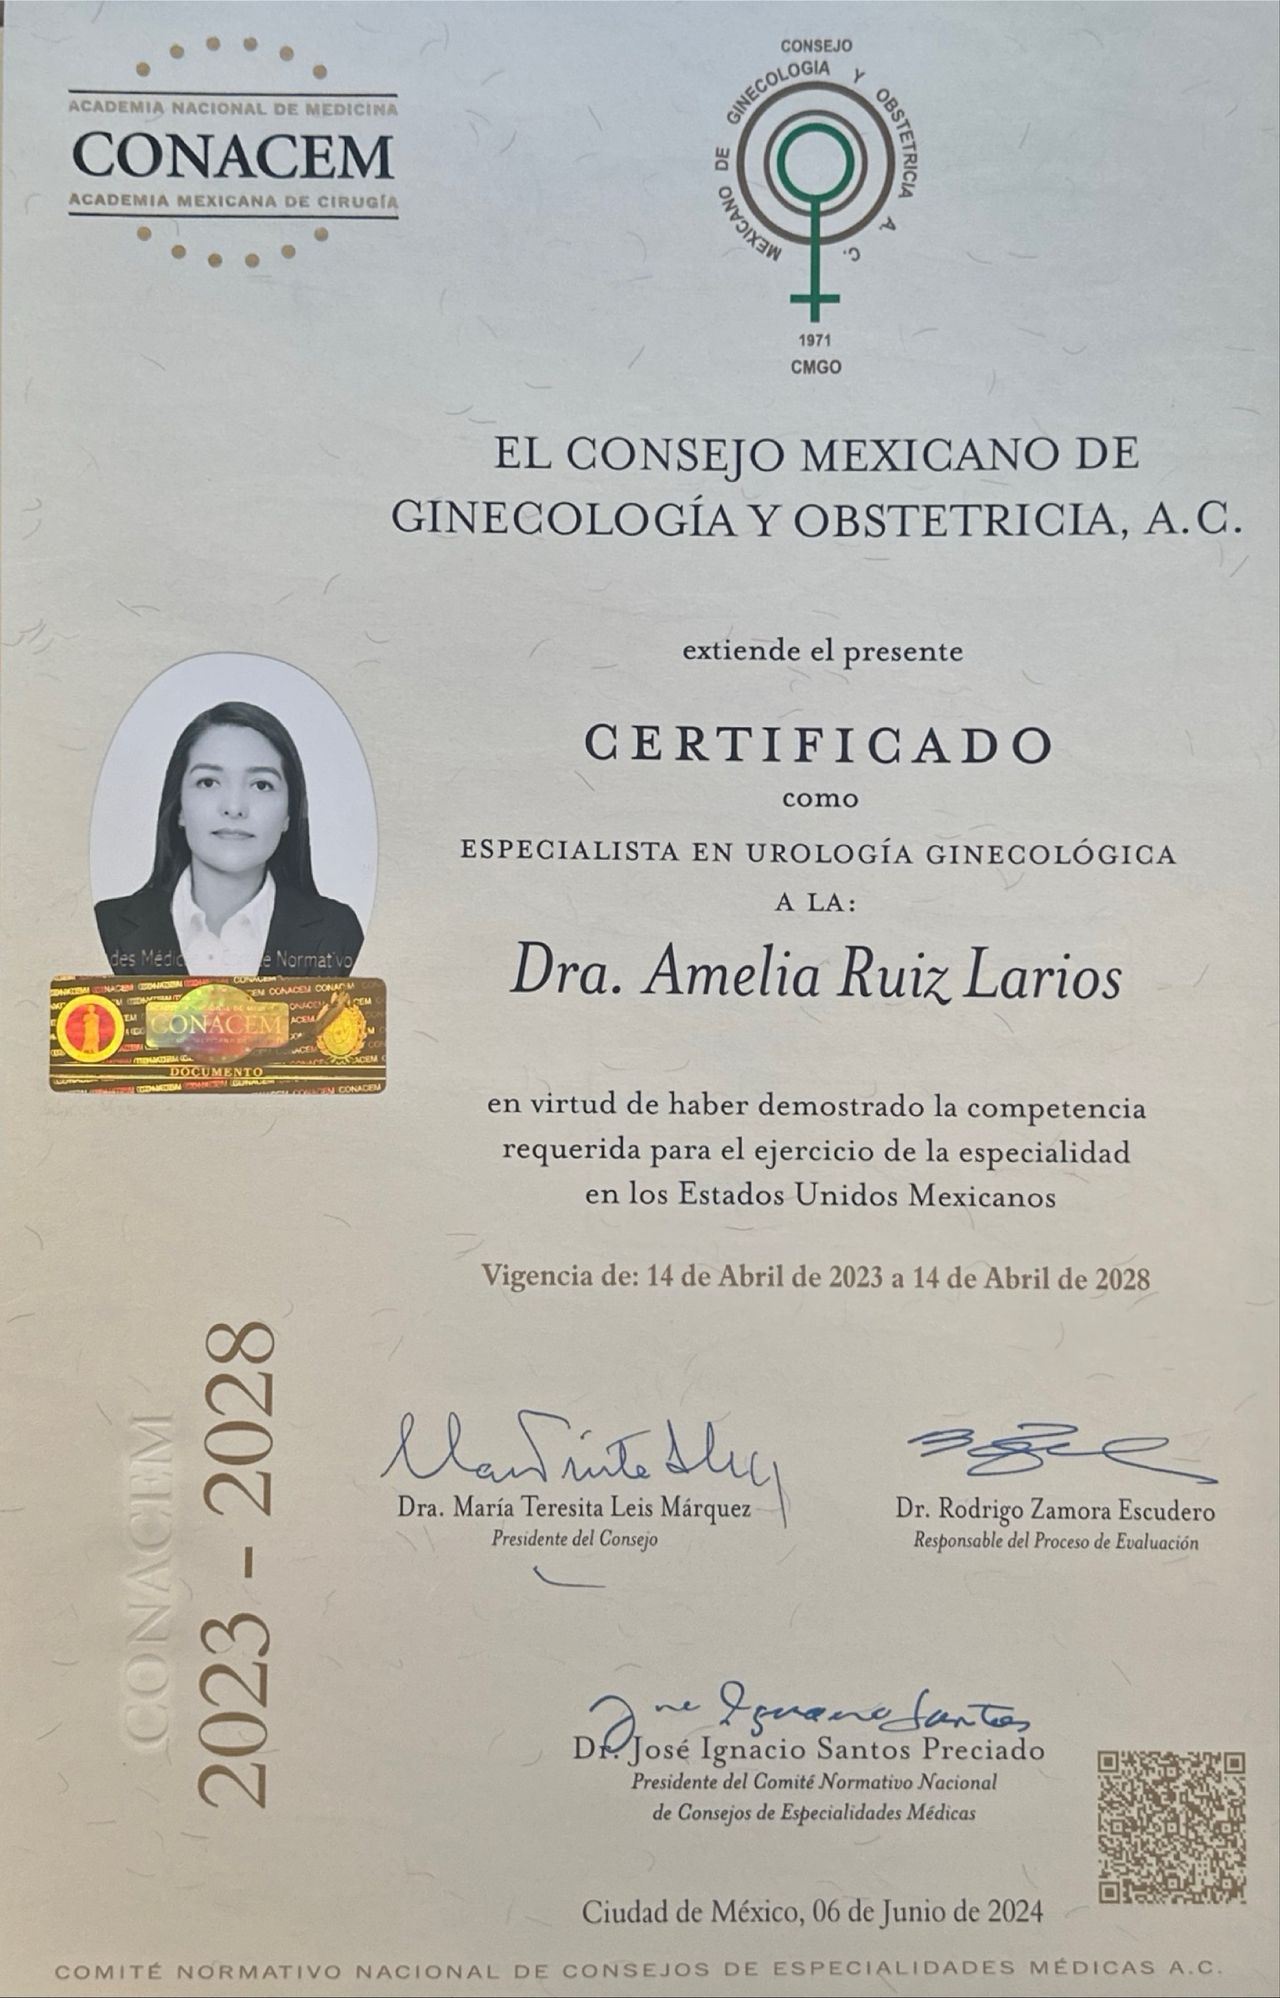 ACADEMIA NACIONAL DE MEDICINA
CONACEM
ACADEMIA MEXICANA DE CIRUGÍA
CONSEJO
MEXICANO DE GINECOLOGIA Y OBSTETRICIA A. C.
1971
CMGO
EL CONSEJO MEXICANO DE
GINECOLOGÍA Y OBSTETRICIA, A.C.
extiende el presente
CERTIFICADO
como
ESPECIALISTA EN UROLOGÍA GINECOLÓGICA
A LA:
Dra. Amelia Ruiz Larios
des Médic e Normativo
CONACEM
DOCUMENTO
en virtud de haber demostrado la competencia
requerida para el ejercicio de la especialidad
en los Estados Unidos Mexicanos
Vigencia de: 14 de Abril de 2023 a 14 de Abril de 2028
CONACEM
2023 - 2028
Dra. María Teresita Leis Márquez
Presidente del Consejo
Dr. Rodrigo Zamora Escudero
Responsable del Proceso de Evaluación
Dr. José Ignacio Santos Preciado
Presidente del Comité Normativo Nacional
de Consejos de Especialidades Médicas
Ciudad de México, 06 de Junio de 2024
COMITÉ NORMATIVO NACIONAL DE CONSEJOS DE ESPECIALIDADES MÉDICAS A.C.